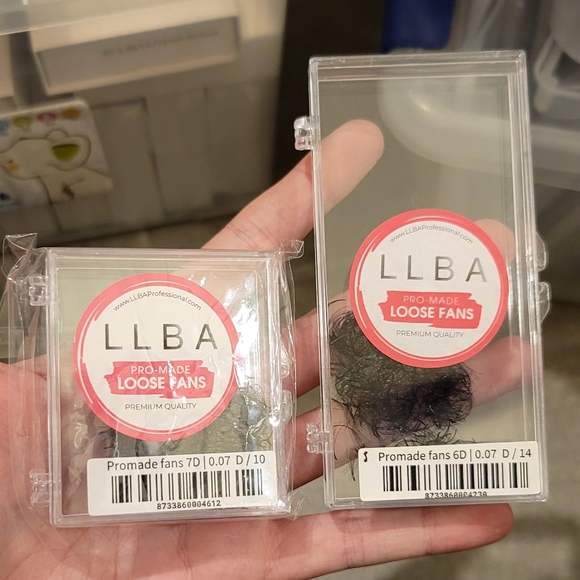 www.LLBAProfessional.com
LLBA
PRO-MADE
LOOSE FANS
PREMIUM QUALITY
Promade fans 7D | 0.07 D / 10
8733860004612
www.LLBAProfessional.com
LLBA
PRO-MADE
LOOSE FANS
PREMIUM QUALITY
S Promade fans 6D | 0.07 D / 14
8733860004230